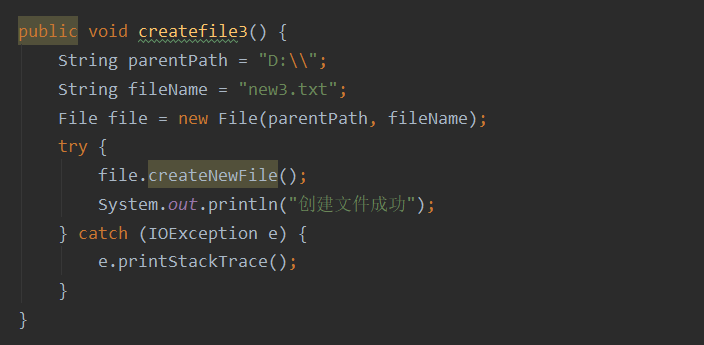 public void createfile3() {
    String parentPath = "D:\\";
    String fileName = "new3.txt";
    File file = new File(parentPath, fileName);
    try {
        file.createNewFile();
        System.out.println("创建文件成功");
    } catch (IOException e) {
        e.printStackTrace();
    }
}